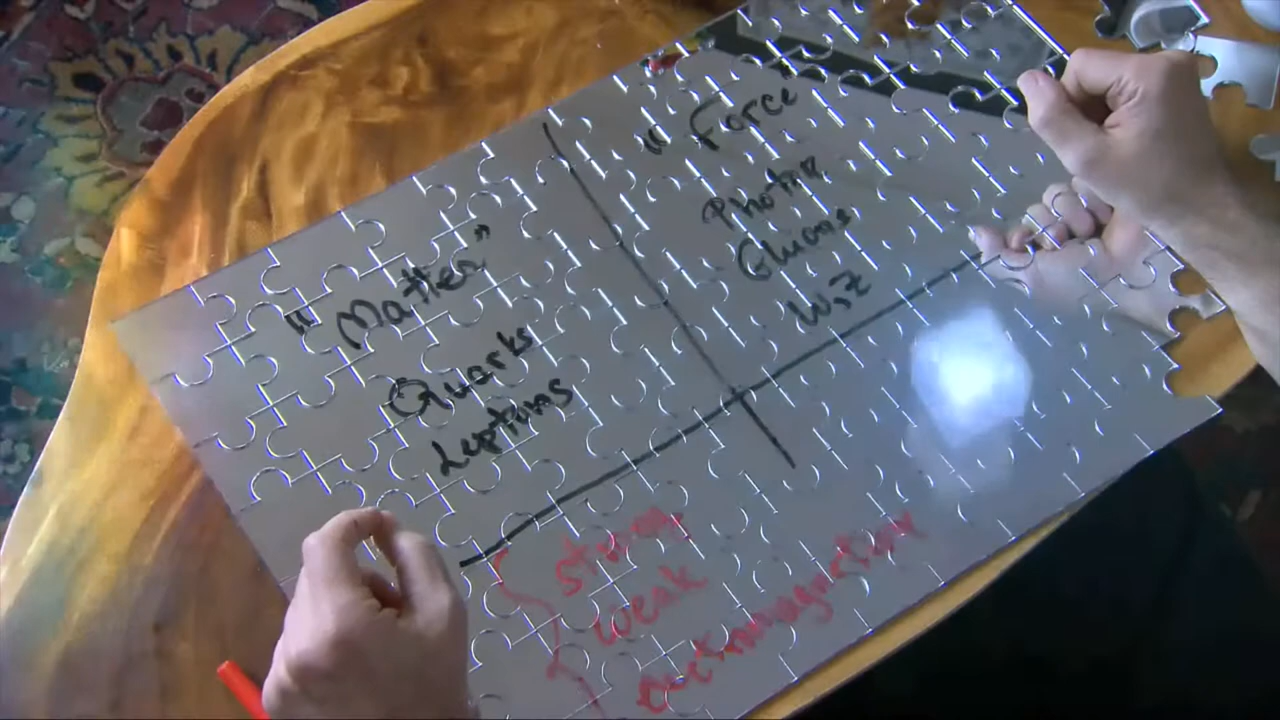 "Matter"
Quarks
Leptons
" Force
Photon
Gluons
W,Z
Strong
weak
electromagnetism